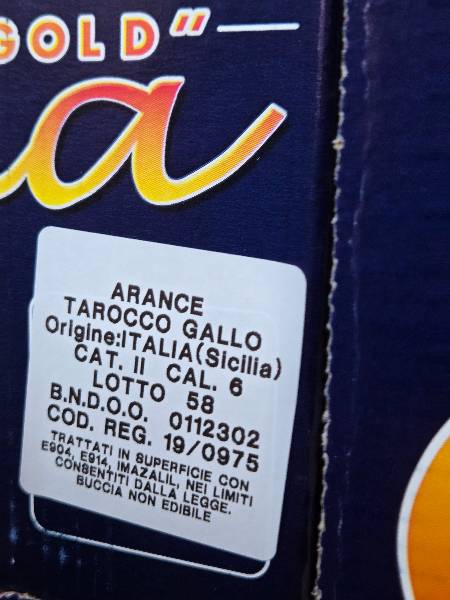 GOLD"
a
ARANCE
TAROCCO GALLO
Origine:ITALIA(Sicilia)
CAT. II CAL. 6
LOTTO 58
B.N.D.O.O. 0112302
COD. REG. 19/0975
TRATTATI IN SUPERFICIE CON
E904, E914, IMAZALIL, NEI LIMITI
CONSENTITI DALLA LEGGE.
BUCCIA NON EDIBILE